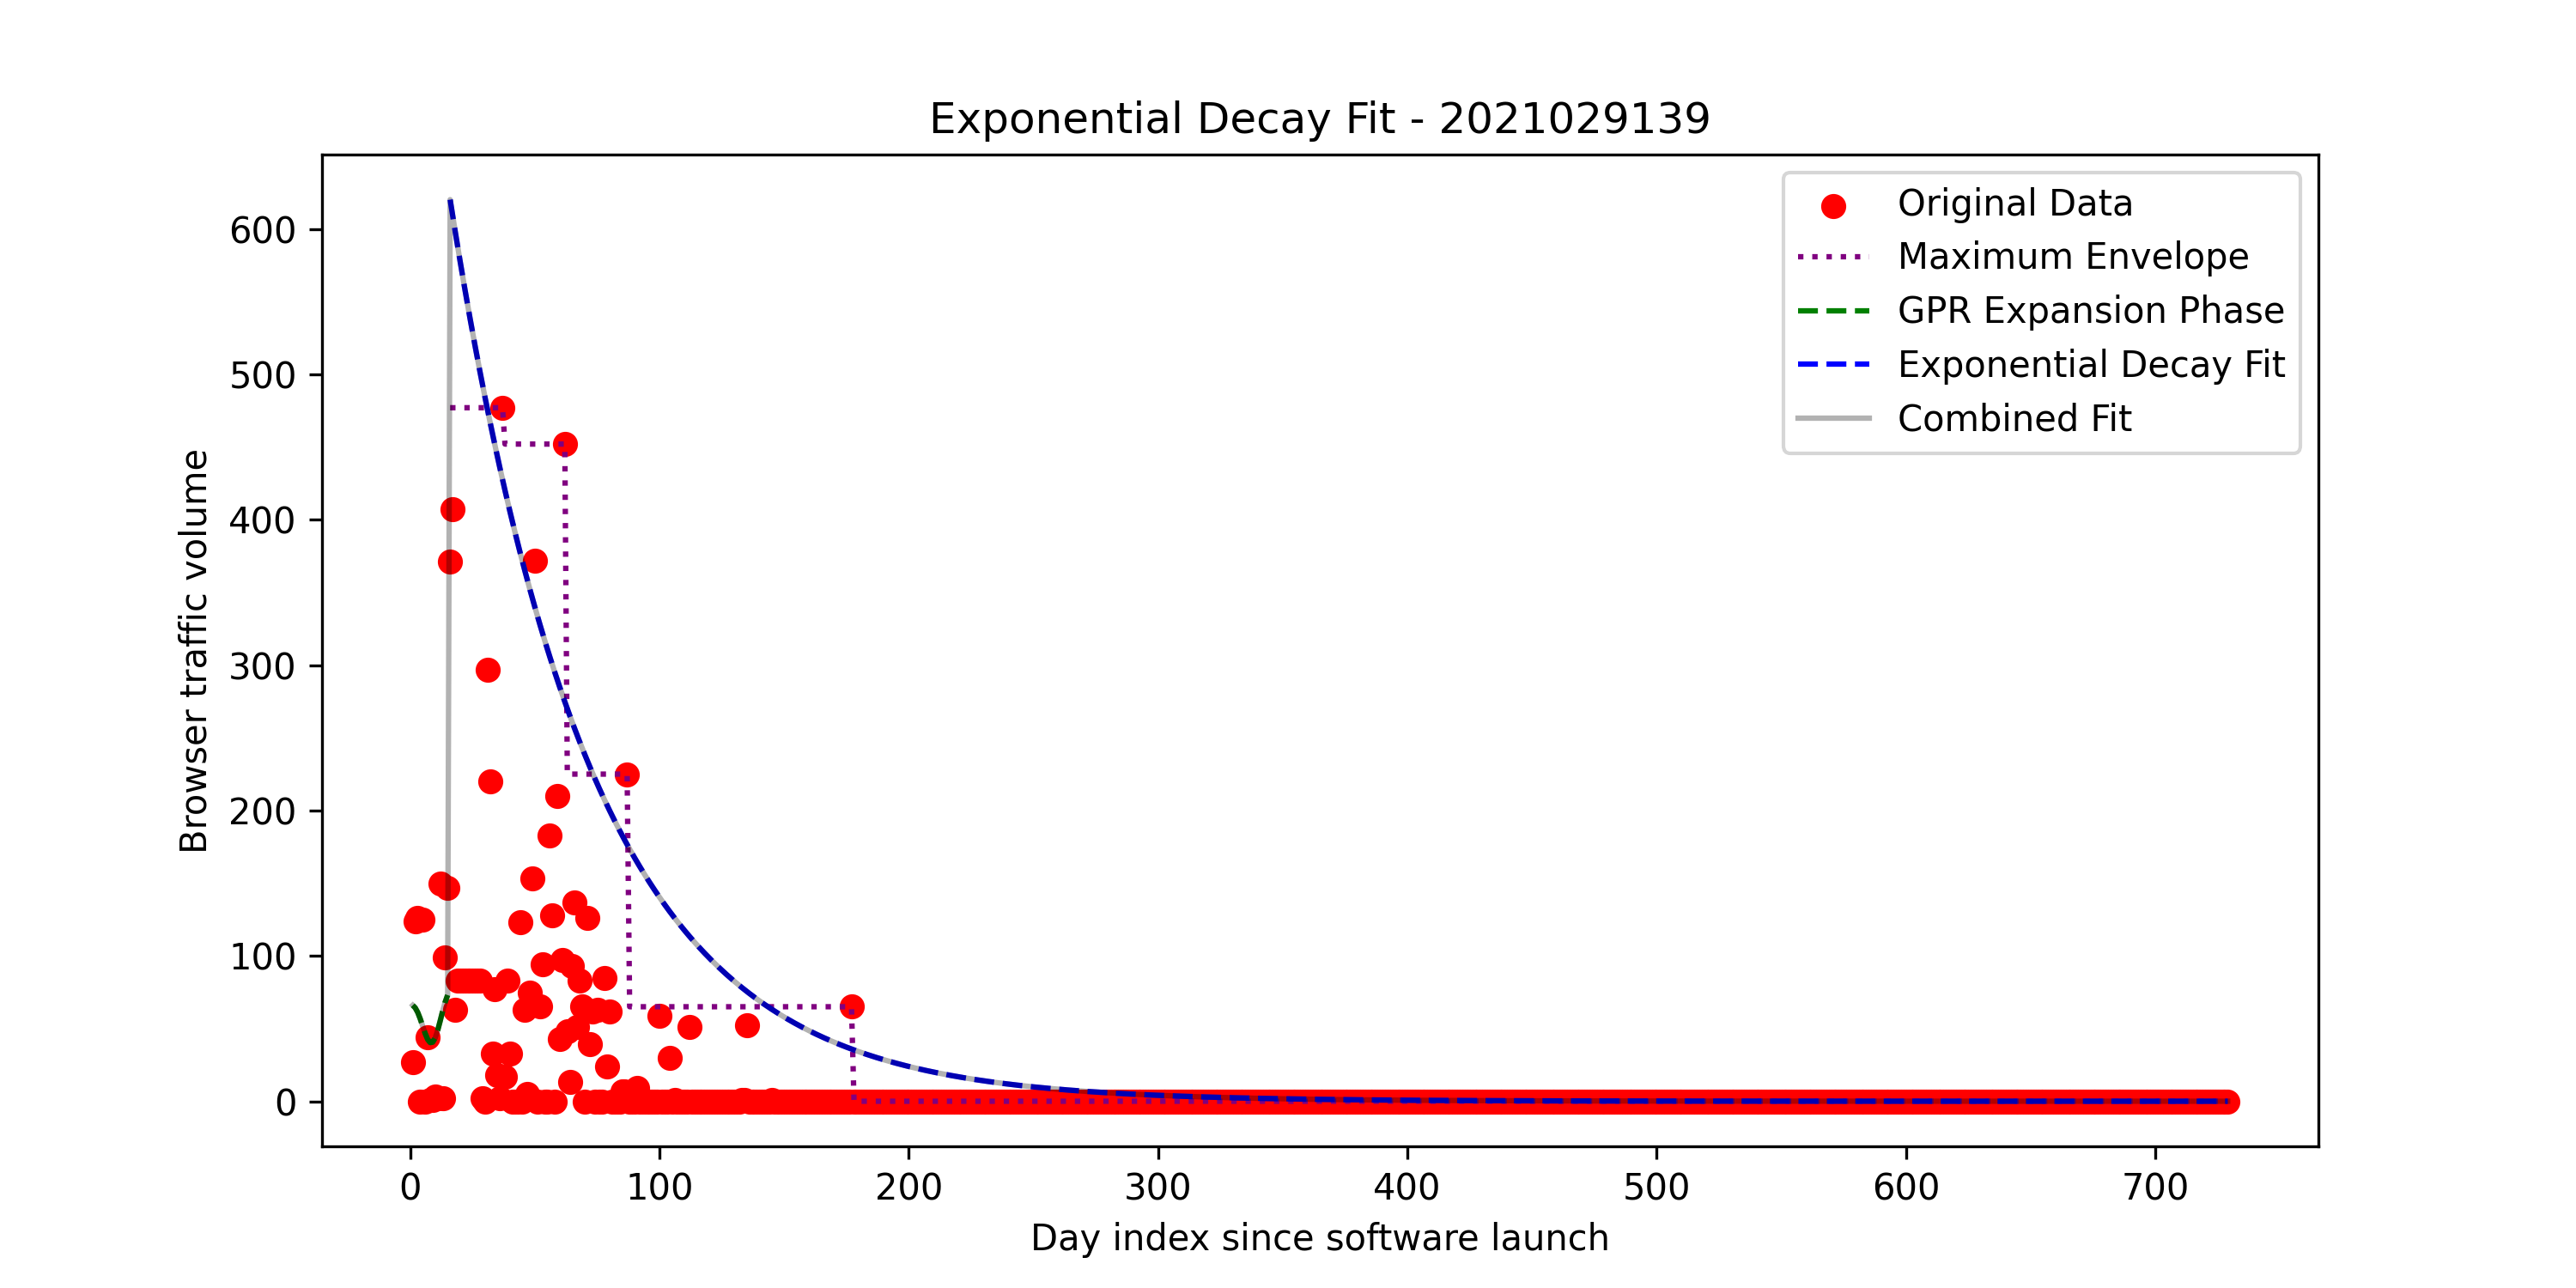 Exponential Decay Fit - 2021029139
Original Data
Maximum Envelope
GPR Expansion Phase
Exponential Decay Fit
Combined Fit
Browser traffic volume
600
500
400
300
200
100
0
0 100 200 300 400 500 600 700
Day index since software launch